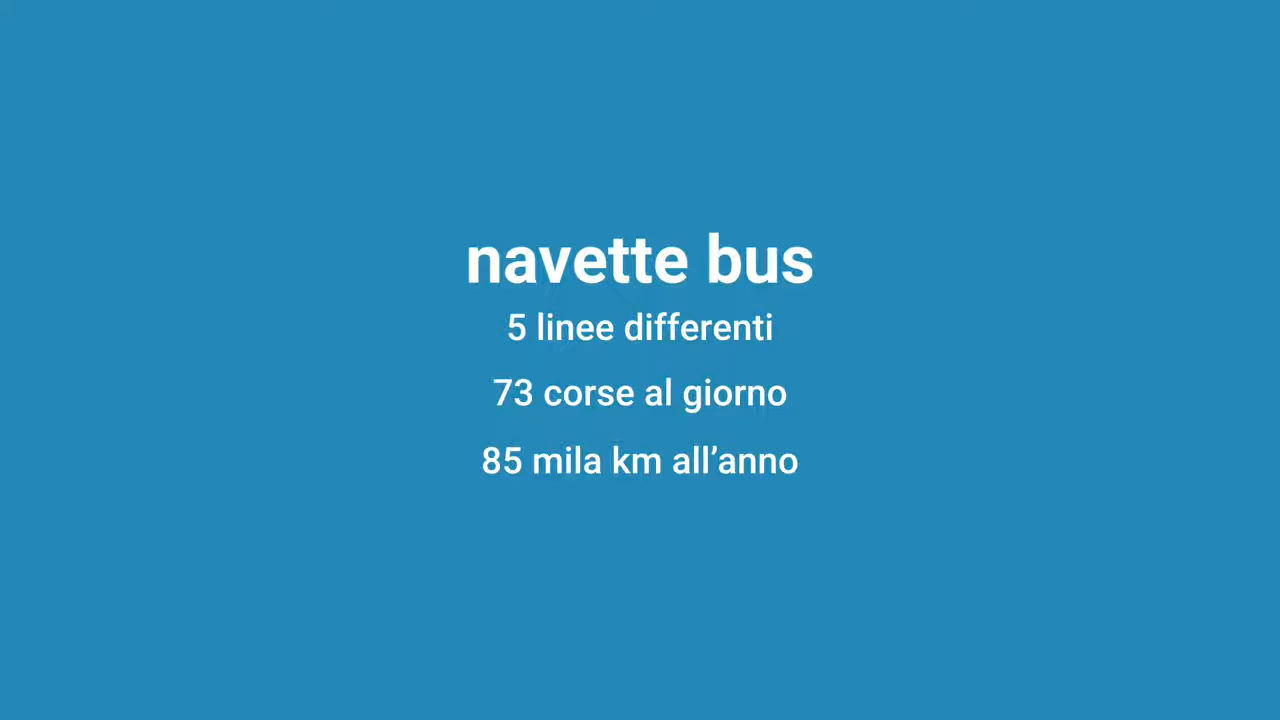 navette bus
5 linee differenti
73 corse al giorno
85 mila km all’anno